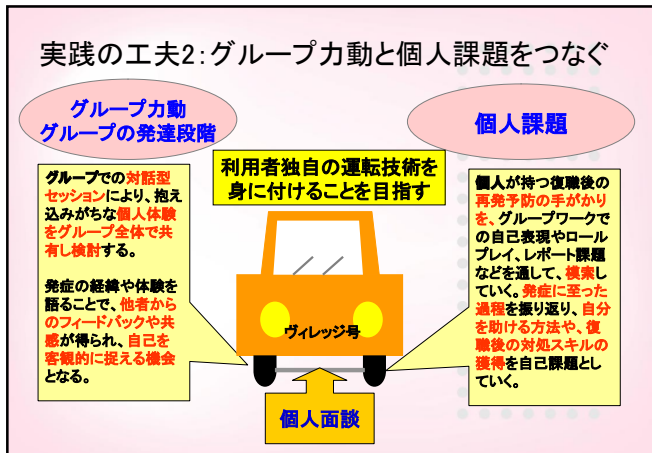 実践の工夫2：グループ力動と個人課題をつなぐ
グループ力動
グループの発達段階
個人課題
利用者独自の運転技術を
身に付けることを目指す
グループでの対話型
セッションにより、抱え
込みがちな個人体験
をグループ全体で共
有し検討する。
発症の経緯や体験を
語ることで、他者から
のフィードバックや共
感が得られ、自己を
客観的に捉える機会
となる。
個人が持つ復職後の
再発予防の手がかり
を、グループワークで
の自己表現やロール
プレイ、レポート課題
などを通して、模索し
ていく。発症に至った
過程を振り返り、自分
を助ける方法や、復
職後の対処スキルの
獲得を自己課題とし
ていく。
ヴィレッジ号
個人面談